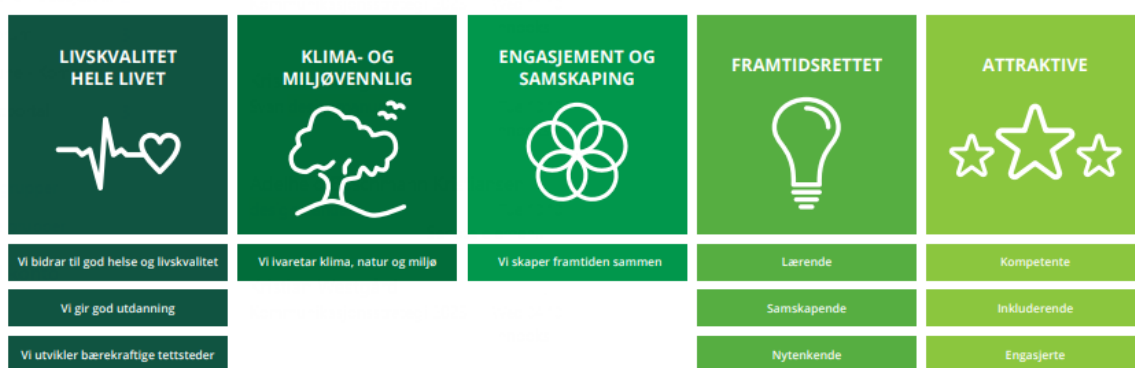 LIVSKVALITET
HELE LIVET
Vi bidrar til god helse og livskvalitet
Vi gir god utdanning
Vi utvikler bærekraftige tettsteder
KLIMA- OG
MILJØVENNLIG
Vi ivaretar klima, natur og miljø
ENGASJEMENT OG
SAMSKAPING
Vi skaper framtiden sammen
FRAMTIDSRETTET
Lærende
Samskapende
Nytenkende
ATTRAKTIVE
Kompetente
Inkluderende
Engasjerte